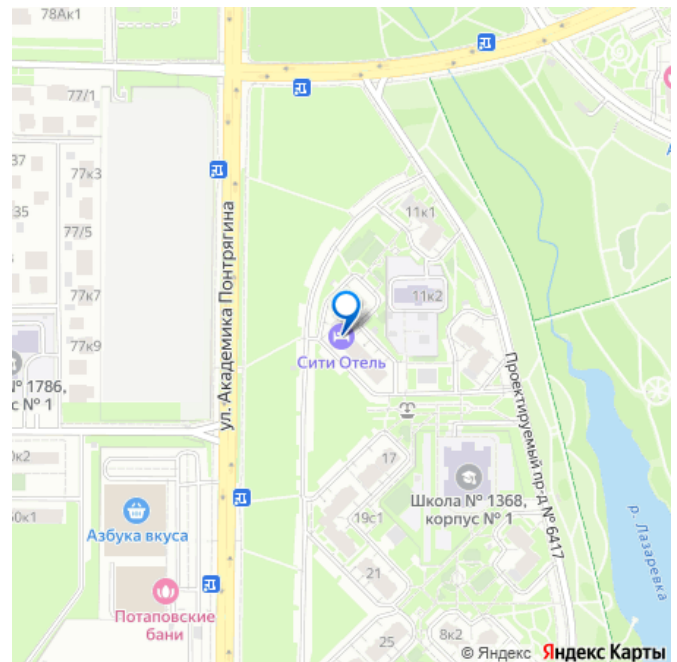 78Ак1
77/1
37
77к3
35
77/5
77к7
77к9
№ 1786,
с № 1
ул. Академика Понтрягина
11к1
11к2
Сити Отель
Проектируемый пр-д № 6417
17
19с1
Школа № 1368,
корпус № 1
21
25
8к2
0к2
0к1
Азбука вкуса
Потаповские
бани
р. Лазаревка
© Яндекс Яндекс Карты